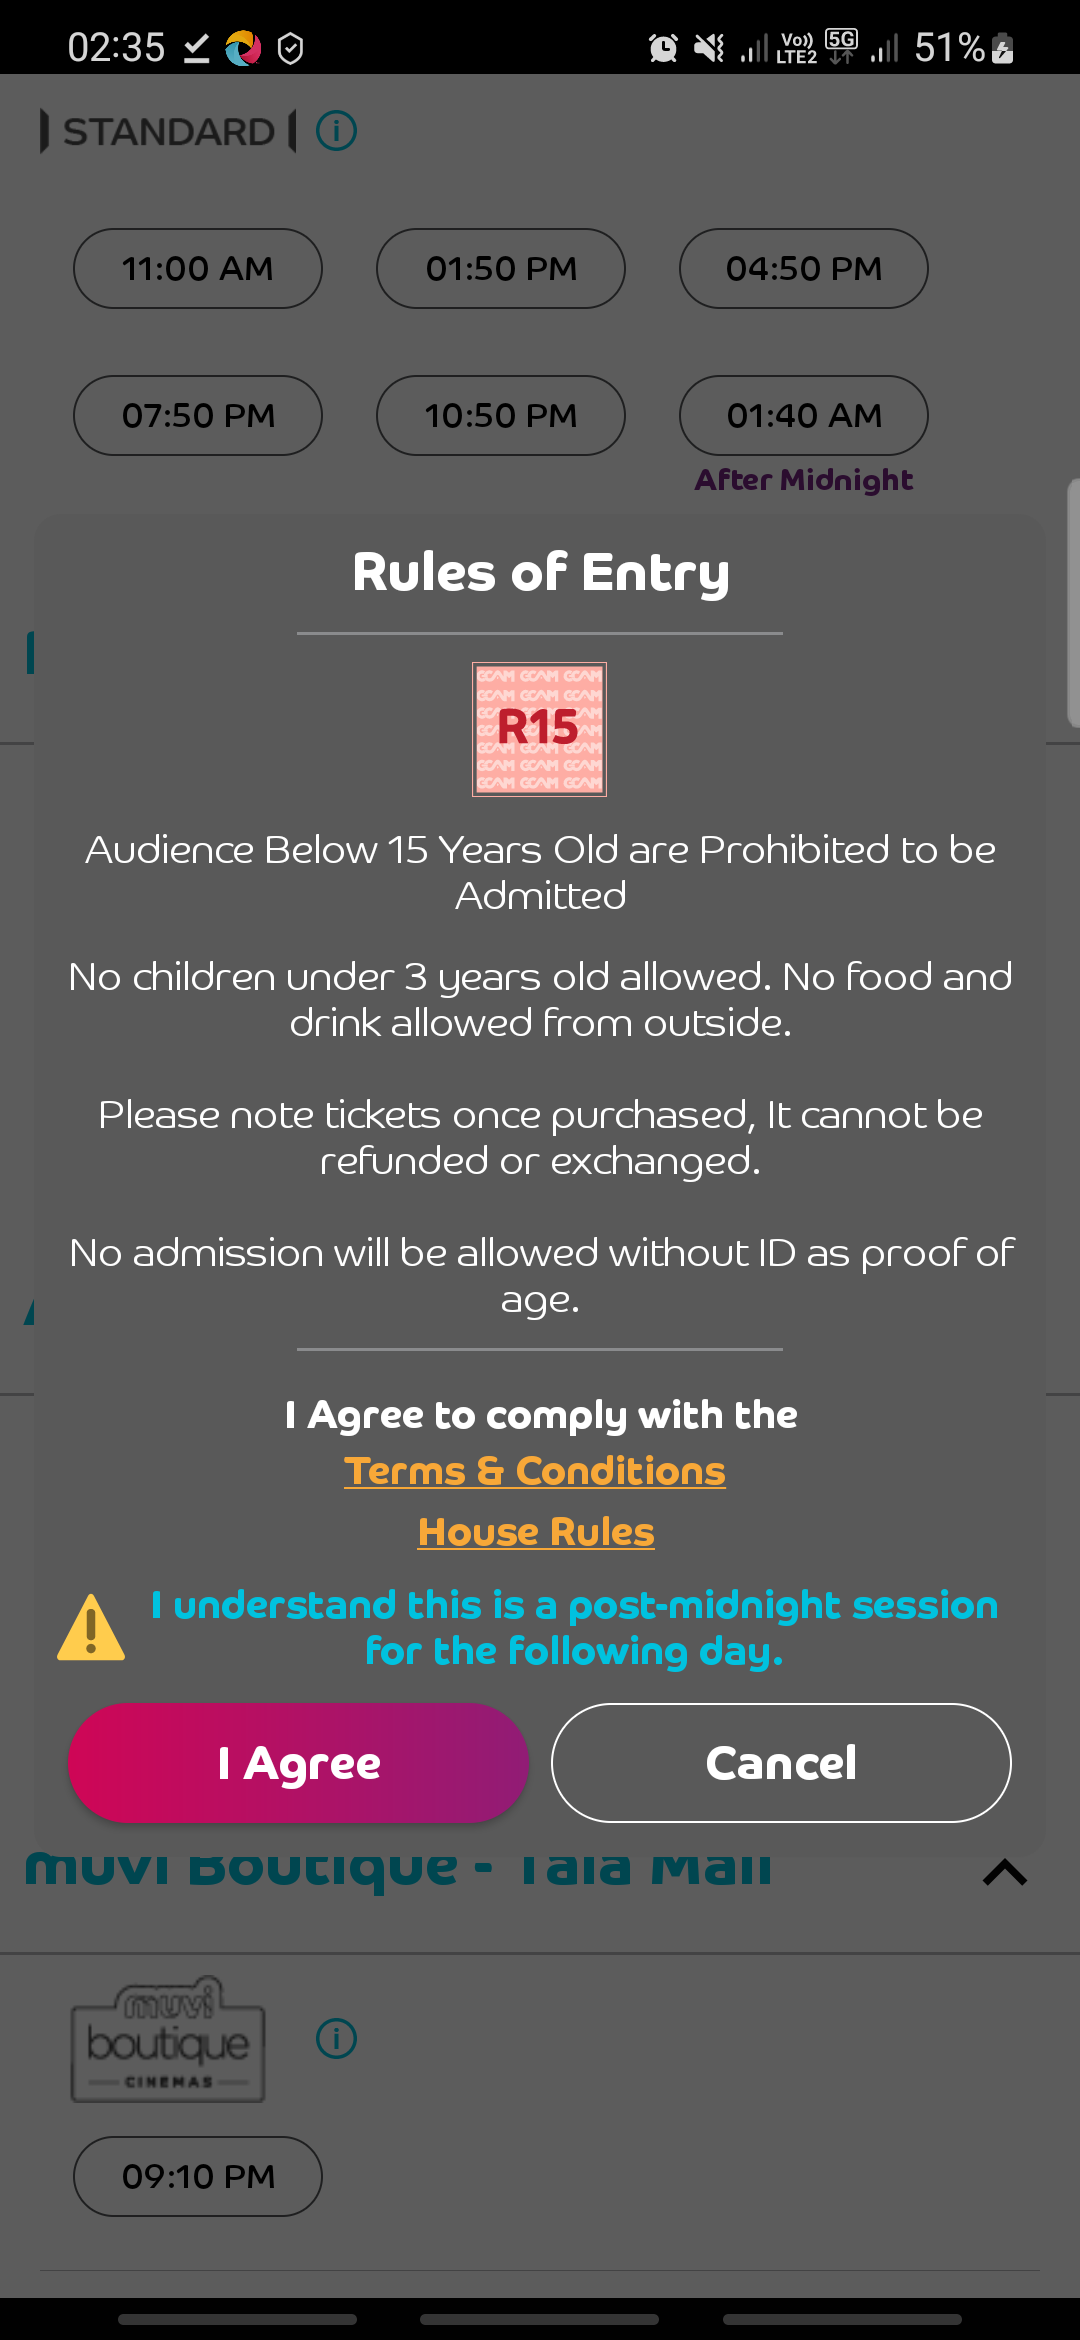 02:35
Vo))
LTE2
5G
51%
STANDARD
11:00 AM
01:50 PM
04:50 PM
07:50 PM
10:50 PM
01:40 AM
After Midnight
Rules of Entry
GCAM GCAM GCAM
R15
Audience Below 15 Years Old are Prohibited to be
Admitted
No children under 3 years old allowed. No food and
drink allowed from outside.
Please note tickets once purchased, It cannot be
refunded or exchanged.
No admission will be allowed without ID as proof of
age.
I Agree to comply with the
Terms & Conditions
House Rules
I understand this is a post-midnight session
for the following day.
I Agree
Cancel
muvi Boutique - Tala Mall
muvi
boutique
CINEMAS
09:10 PM